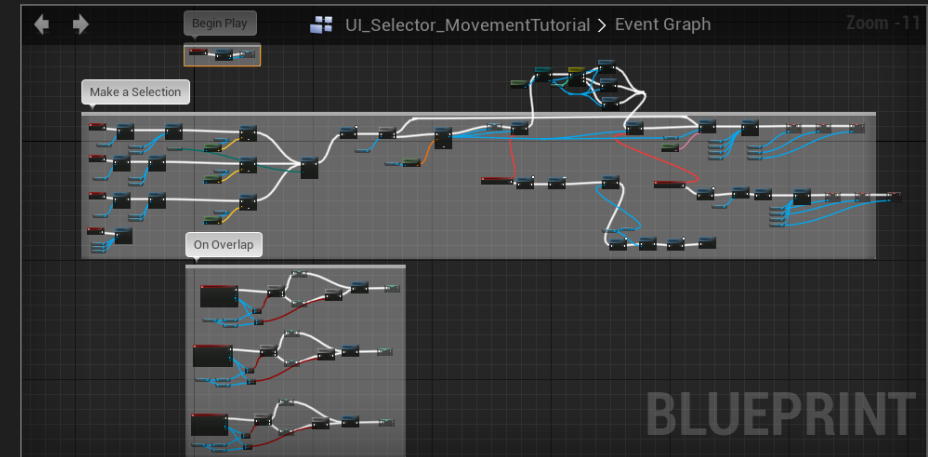 Begin Play
UI_Selector_MovementTutorial > Event Graph
Zoom -11
Make a Selection
On Overlap
BLUEPRINT